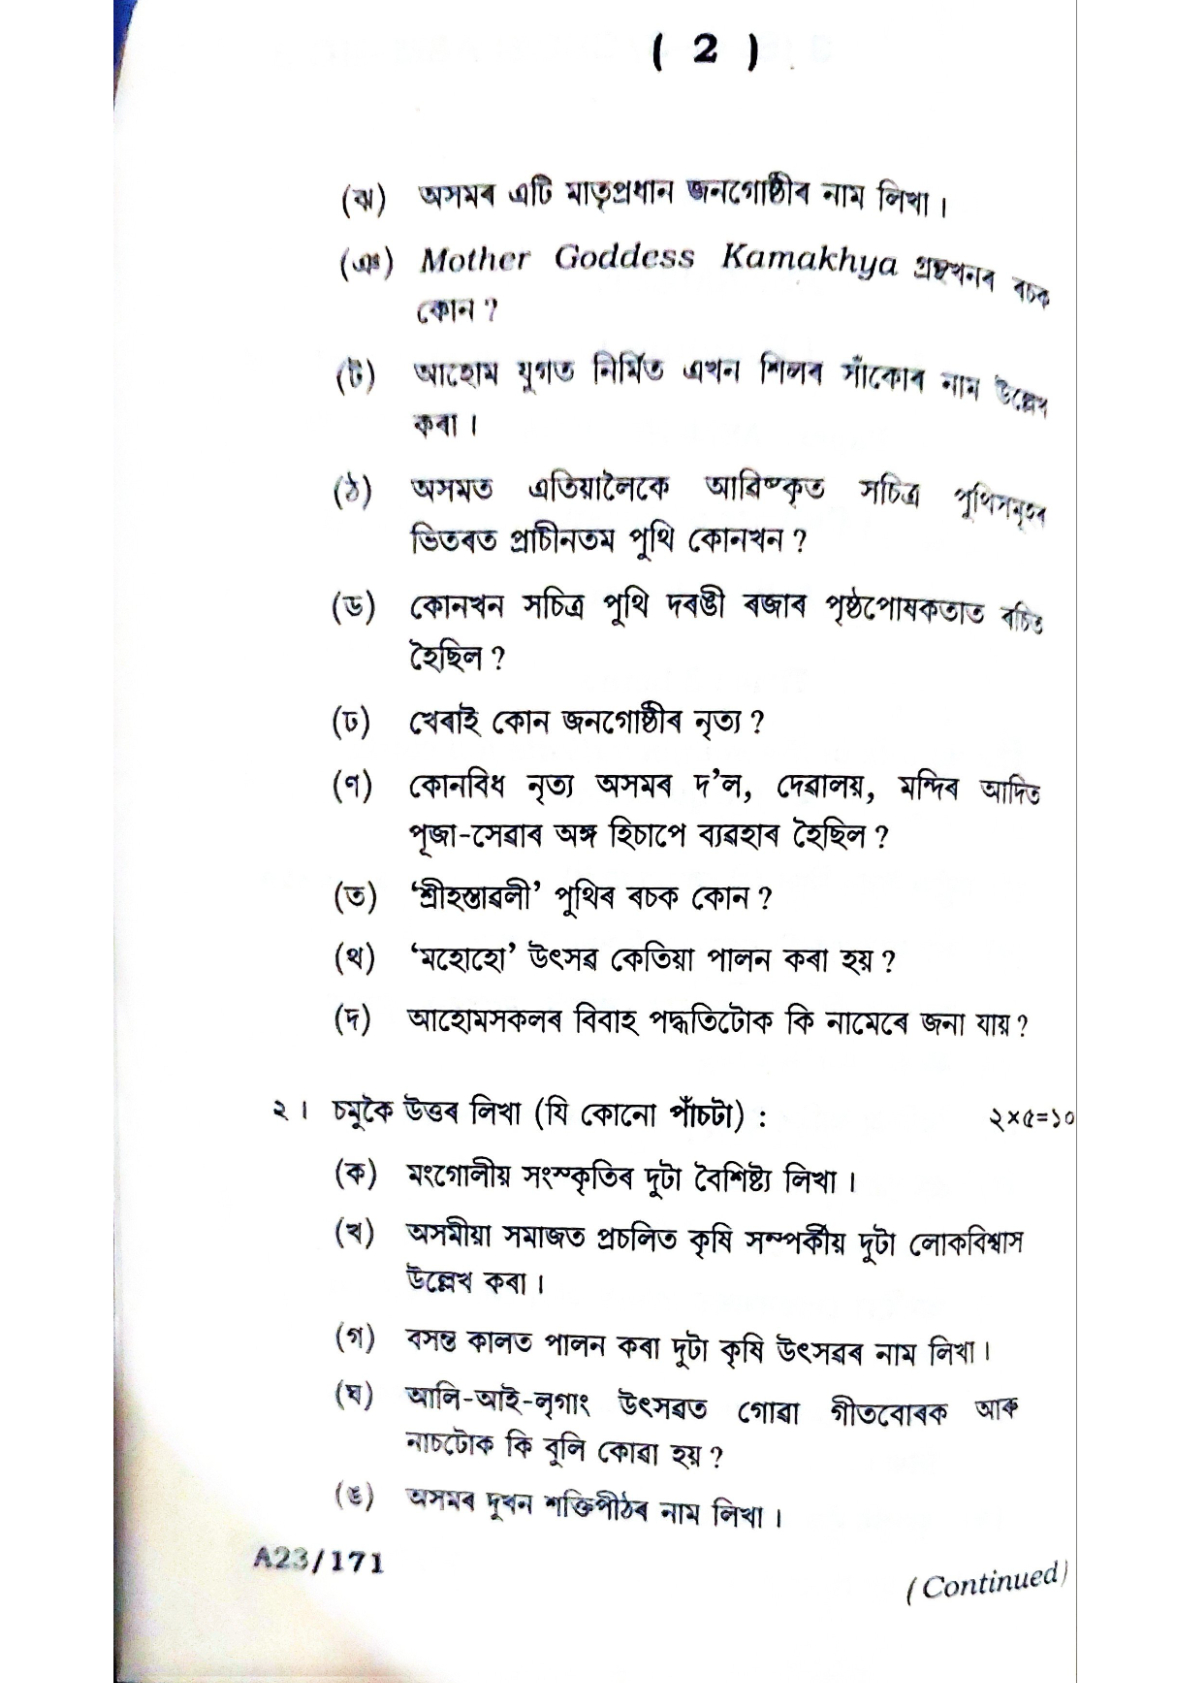 ( 2 )
(ঝ) অসমৰ এটি মাতৃপ্ৰধান জনগোষ্ঠীৰ নাম লিখা ।
(ঞ) Mother Goddess Kamakhya গ্ৰন্থখনৰ ৰচক
কোন ?
(ট) আহোম যুগত নিৰ্মিত এখন শিলৰ সাঁকোৰ নাম উল্লেখ
কৰা ।
(ঠ) অসমত এতিয়ালৈকে আৱিষ্কৃত সচিত্ৰ পুথিসমূহৰ
ভিতৰত প্ৰাচীনতম পুথি কোনখন ?
(ড) কোনখন সচিত্ৰ পুথি দৰঙী ৰজাৰ পৃষ্ঠপোষকতাত ৰচিত
হৈছিল ?
(ঢ) খেৰাই কোন জনগোষ্ঠীৰ নৃত্য ?
(ণ) কোনবিধ নৃত্য অসমৰ দ’ল, দেৱালয়, মন্দিৰ আদিত
পূজা-সেৱাৰ অঙ্গ হিচাপে ব্যৱহাৰ হৈছিল ?
(ত) ‘শ্ৰীহস্তাৱলী’ পুথিৰ ৰচক কোন ?
(থ) ‘মহোহো’ উৎসৱ কেতিয়া পালন কৰা হয় ?
(দ) আহোমসকলৰ বিবাহ পদ্ধতিটোক কি নামেৰে জনা যায় ?
২ । চমুকৈ উত্তৰ লিখা (যি কোনো পাঁচটা) : ২×৫=১০
(ক) মংগোলীয় সংস্কৃতিৰ দুটা বৈশিষ্ট্য লিখা ।
(খ) অসমীয়া সমাজত প্ৰচলিত কৃষি সম্পৰ্কীয় দুটা লোকবিশ্বাস
উল্লেখ কৰা ।
(গ) বসন্ত কালত পালন কৰা দুটা কৃষি উৎসৱৰ নাম লিখা ।
(ঘ) আলি-আই-লৃগাং উৎসৱত গোৱা গীতবোৰক আৰু
নাচটোক কি বুলি কোৱা হয় ?
(ঙ) অসমৰ দুখন শক্তিপীঠৰ নাম লিখা ।
A23/171
( Continued )